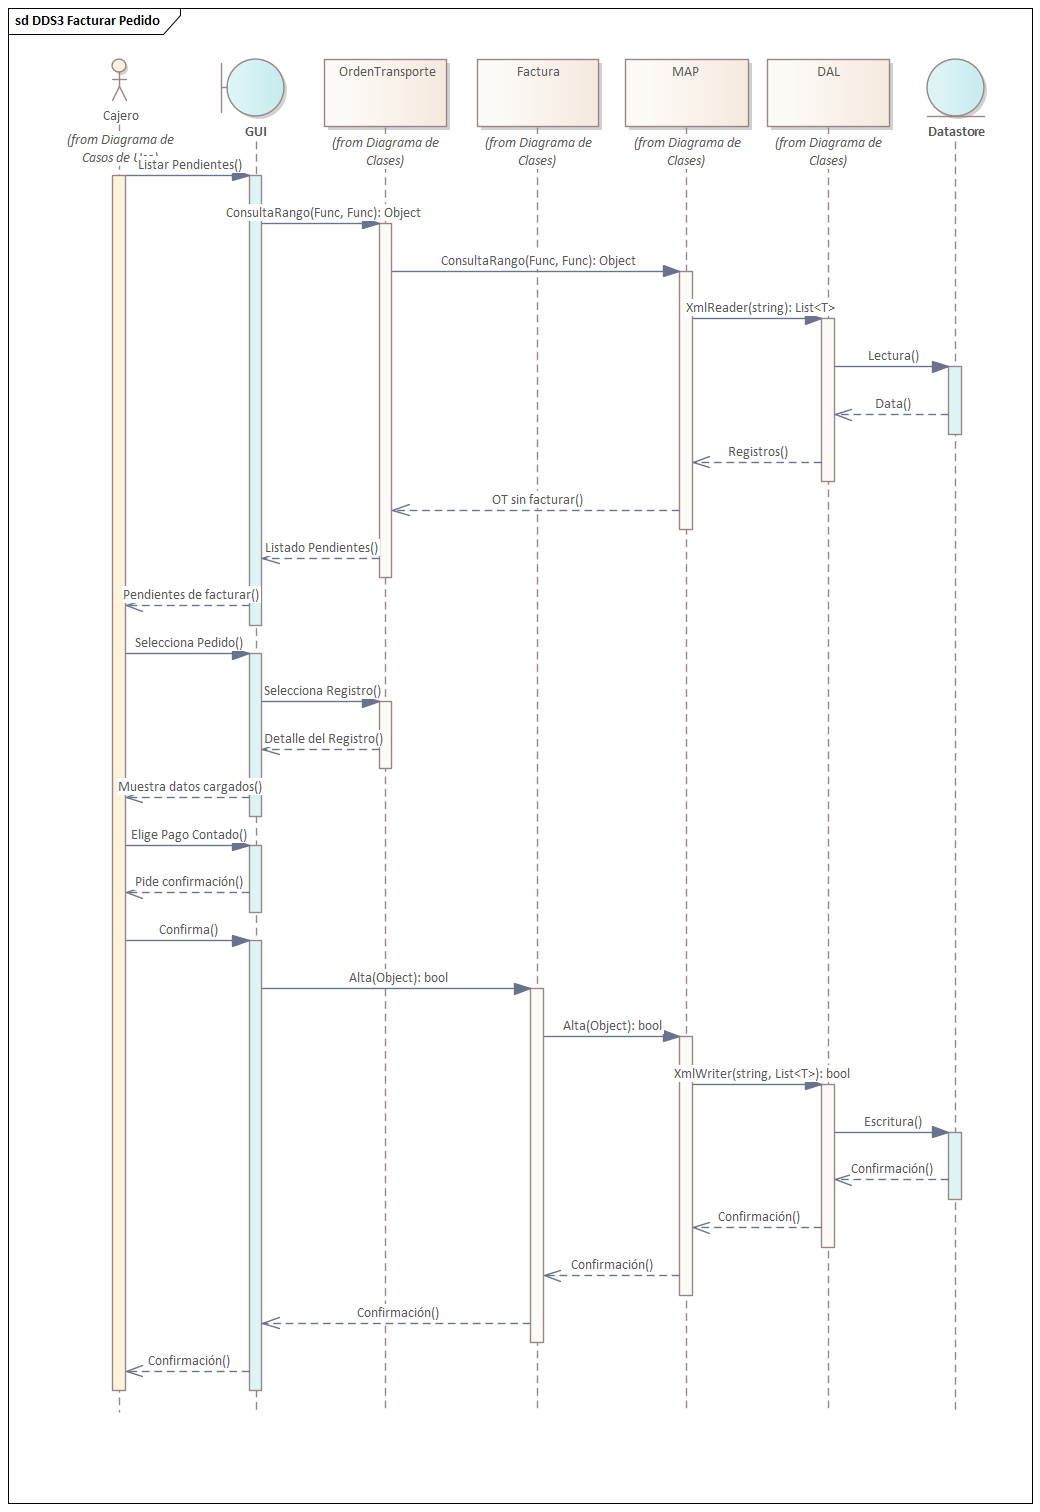 sd DDS3 Facturar Pedido
Cajero
(from Diagrama de
Casos de Uso)
GUI
OrdenTransporte
(from Diagrama de
Clases)
Factura
(from Diagrama de
Clases)
MAP
(from Diagrama de
Clases)
DAL
(from Diagrama de
Clases)
Datastore
Listar Pendientes()
ConsultaRango(Func, Func): Object
ConsultaRango(Func, Func): Object
XmlReader(string): List<T>
Lectura()
Data()
Registros()
OT sin facturar()
Listado Pendientes()
Pendientes de facturar()
Selecciona Pedido()
Selecciona Registro()
Detalle del Registro()
Muestra datos cargados()
Elige Pago Contado()
Pide confirmación()
Confirma()
Alta(Object): bool
Alta(Object): bool
XmlWriter(string, List<T>): bool
Escritura()
Confirmación()
Confirmación()
Confirmación()
Confirmación()
Confirmación()